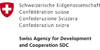 Schweizerische Eidgenossenschaft
Confédération suisse
Confederazione Svizzera
Confederaziun svizra
Swiss Agency for Development
and Cooperation SDC